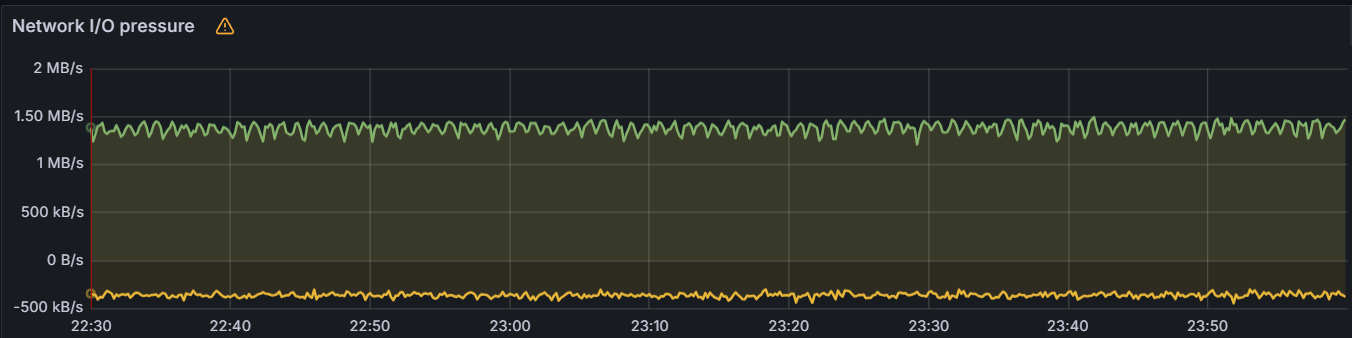 Network I/O pressure
2 MB/s
1.50 MB/s
1 MB/s
500 kB/s
0 B/s
-500 kB/s
22:30 22:40 22:50 23:00 23:10 23:20 23:30 23:40 23:50